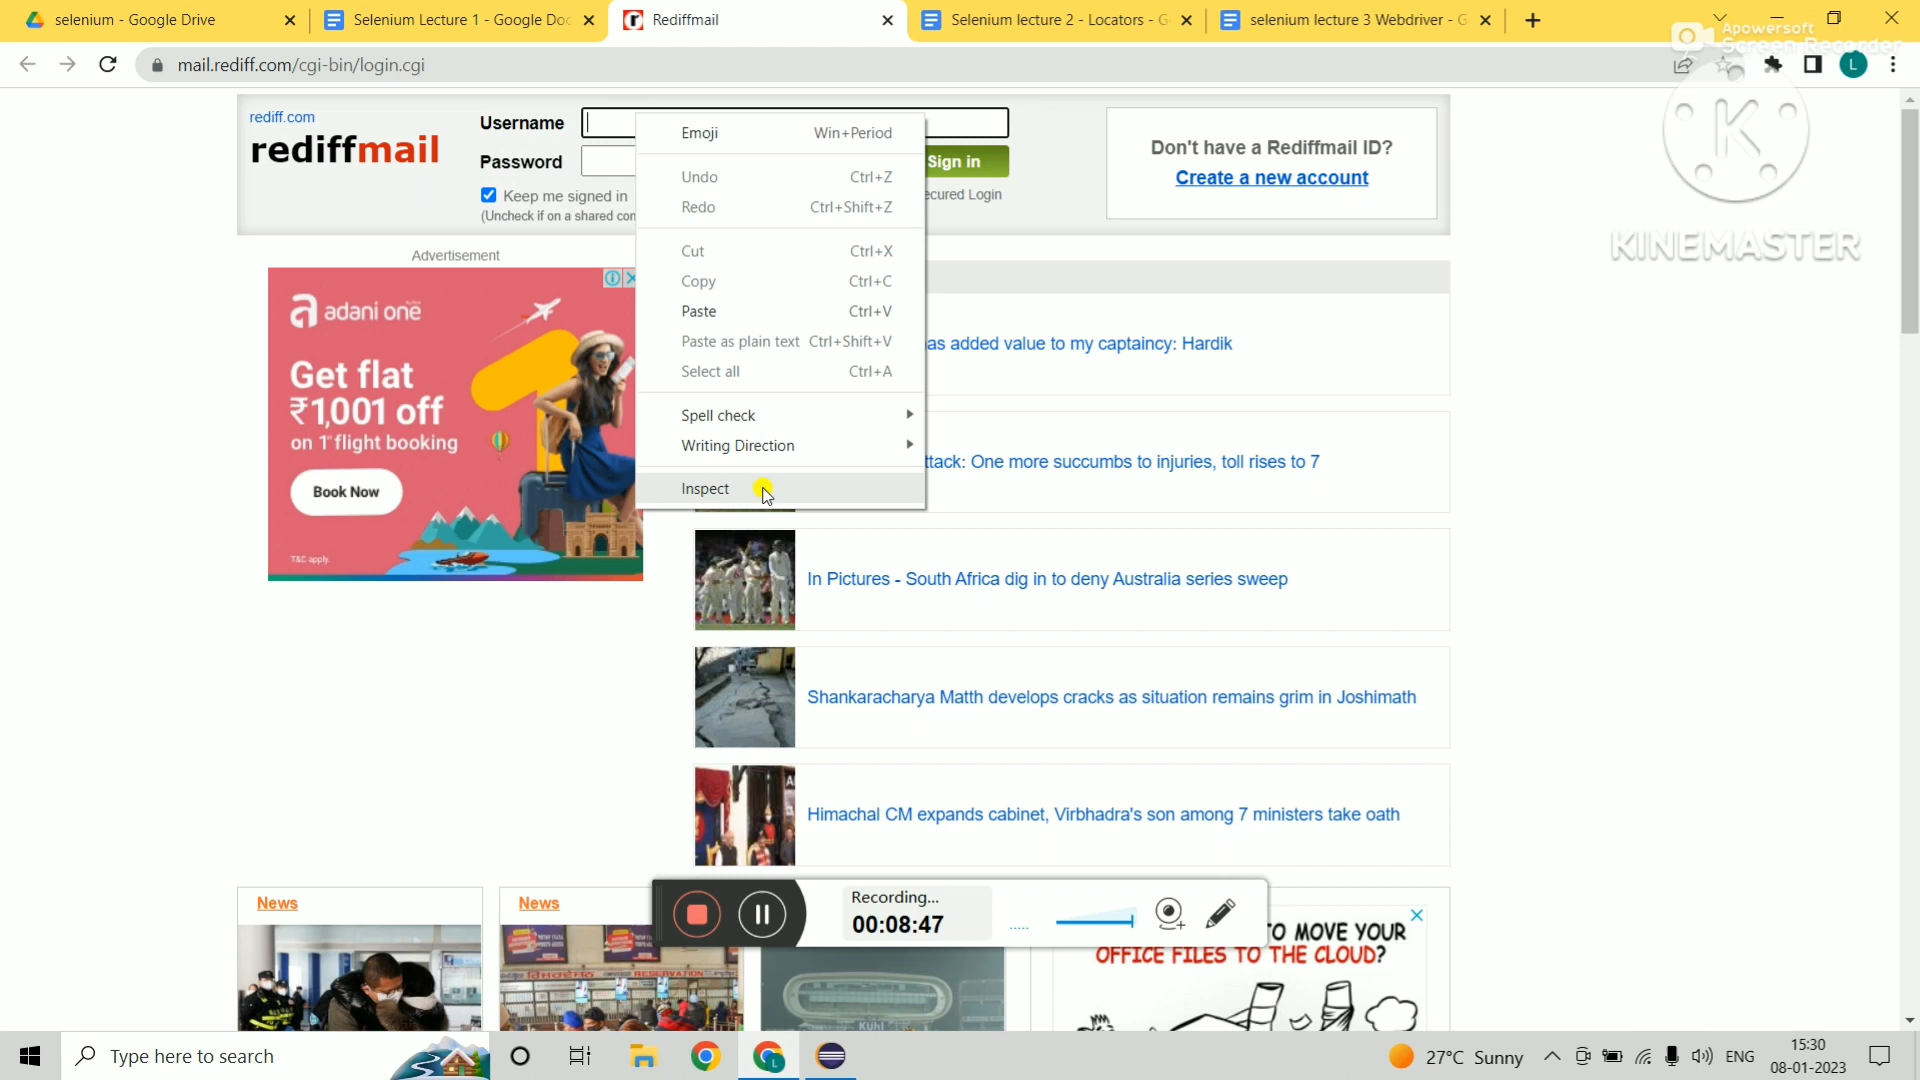 selenium - Google Drive
Selenium Lecture 1 - Google Doc
Rediffmail
Selenium lecture 2 - Locators - G
selenium lecture 3 Webdriver - G
Apowersoft
Screen Recorder
mail.rediff.com/cgi-bin/login.cgi
L
K
KINEMASTER
rediff.com
rediffmail
Username
Password
Keep me signed in
(Uncheck if on a shared con
Sign in
ecured Login
Don't have a Rediffmail ID?
Create a new account
Emoji Win+Period
Undo Ctrl+Z
Redo Ctrl+Shift+Z
Cut Ctrl+X
Copy Ctrl+C
Paste Ctrl+V
Paste as plain text Ctrl+Shift+V
Select all Ctrl+A
Spell check
Writing Direction
Inspect
Advertisement
adani one
Get flat
₹1,001 off
on 1st flight booking
Book Now
T&C apply.
as added value to my captaincy: Hardik
ttack: One more succumbs to injuries, toll rises to 7
In Pictures - South Africa dig in to deny Australia series sweep
Shankaracharya Matth develops cracks as situation remains grim in Joshimath
Himachal CM expands cabinet, Virbhadra's son among 7 ministers take oath
News
News
RESERVATION
Kühl
Recording...
00:08:47
O MOVE YOUR
OFFICE FILES TO THE CLOUD?
Type here to search
L
27°C Sunny
ENG
15:30
08-01-2023